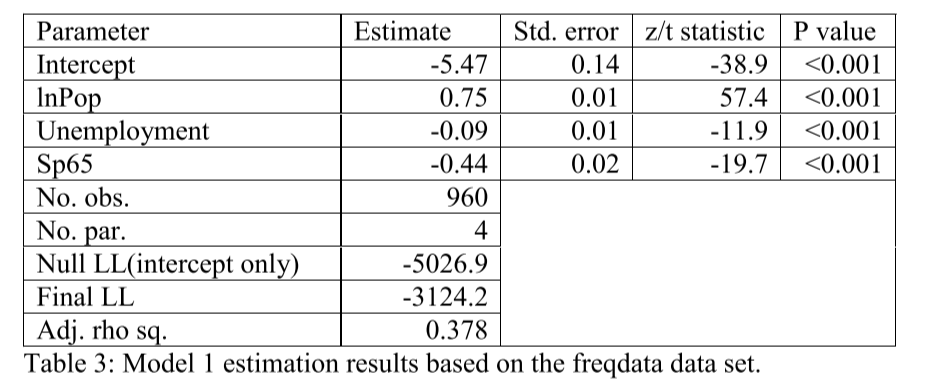 Parameter Estimate Std. error z/t statistic P value
Intercept -5.47 0.14 -38.9 <0.001
lnPop 0.75 0.01 57.4 <0.001
Unemployment -0.09 0.01 -11.9 <0.001
Sp65 -0.44 0.02 -19.7 <0.001
No. obs. 960
No. par. 4
Null LL(intercept only) -5026.9
Final LL -3124.2
Adj. rho sq. 0.378
Table 3: Model 1 estimation results based on the freqdata data set.